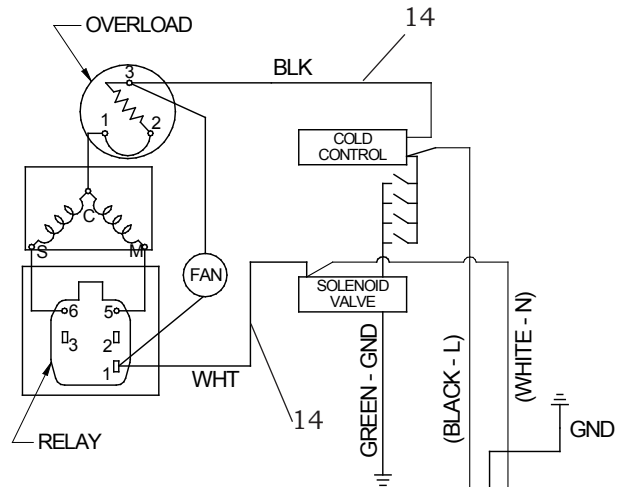 OVERLOAD
14
BLK
3
1
2
COLD
CONTROL
C
S
M
FAN
SOLENOID
VALVE
6
5
3
2
1
WHT
14
RELAY
GREEN - GND
(BLACK - L)
(WHITE - N)
GND